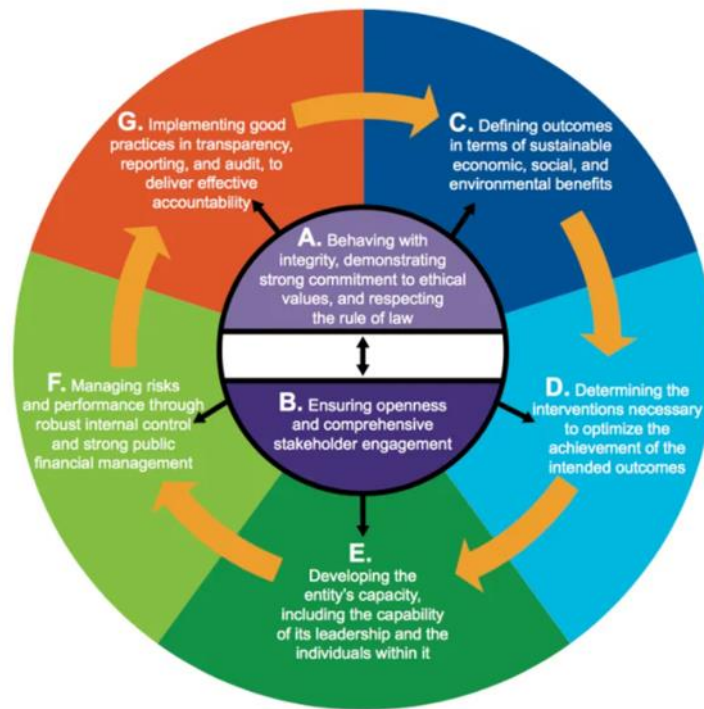 A. Behaving with
integrity, demonstrating
strong commitment to ethical
values, and respecting
the rule of law
B. Ensuring openness
and comprehensive
stakeholder engagement
C. Defining outcomes
in terms of sustainable
economic, social, and
environmental benefits
D. Determining the
interventions necessary
to optimize the
achievement of the
intended outcomes
E.
Developing the
entity's capacity,
including the capability
of its leadership and the
individuals within it
F. Managing risks
and performance through
robust internal control
and strong public
financial management
G. Implementing good
practices in transparency,
reporting, and audit, to
deliver effective
accountability